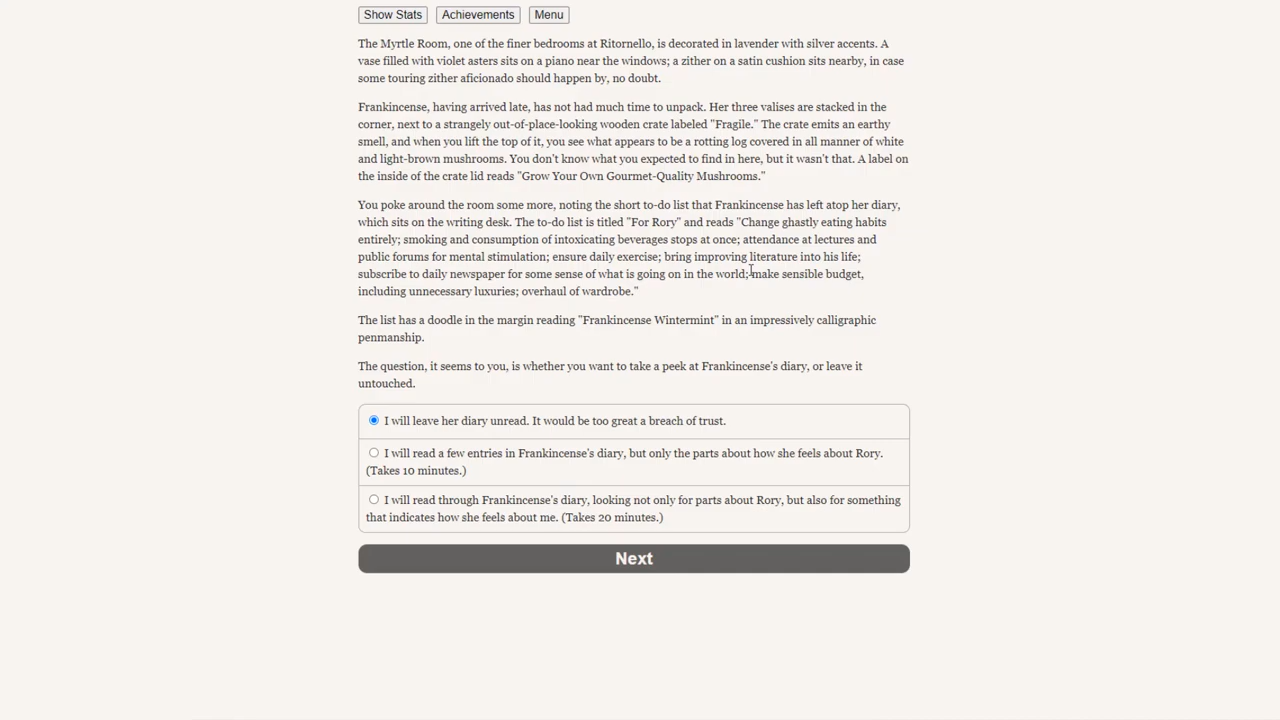 Show Stats Achievements Menu
The Myrtle Room, one of the finer bedrooms at Ritornello, is decorated in lavender with silver accents. A
vase filled with violet asters sits on a piano near the windows; a zither on a satin cushion sits nearby, in case
some touring zither aficionado should happen by, no doubt.
Frankincense, having arrived late, has not had much time to unpack. Her three valises are stacked in the
corner, next to a strangely out-of-place-looking wooden crate labeled "Fragile." The crate emits an earthy
smell, and when you lift the top of it, you see what appears to be a rotting log covered in all manner of white
and light-brown mushrooms. You don't know what you expected to find in here, but it wasn't that. A label on
the inside of the crate lid reads "Grow Your Own Gourmet-Quality Mushrooms."
You poke around the room some more, noting the short to-do list that Frankincense has left atop her diary,
which sits on the writing desk. The to-do list is titled "For Rory" and reads "Change ghastly eating habits
entirely; smoking and consumption of intoxicating beverages stops at once; attendance at lectures and
public forums for mental stimulation; ensure daily exercise; bring improving literature into his life;
subscribe to daily newspaper for some sense of what is going on in the world; make sensible budget,
including unnecessary luxuries; overhaul of wardrobe."
The list has a doodle in the margin reading "Frankincense Wintermint" in an impressively calligraphic
penmanship.
The question, it seems to you, is whether you want to take a peek at Frankincense's diary, or leave it
untouched.
I will leave her diary unread. It would be too great a breach of trust.
I will read a few entries in Frankincense's diary, but only the parts about how she feels about Rory.
(Takes 10 minutes.)
I will read through Frankincense's diary, looking not only for parts about Rory, but also for something
that indicates how she feels about me. (Takes 20 minutes.)
Next